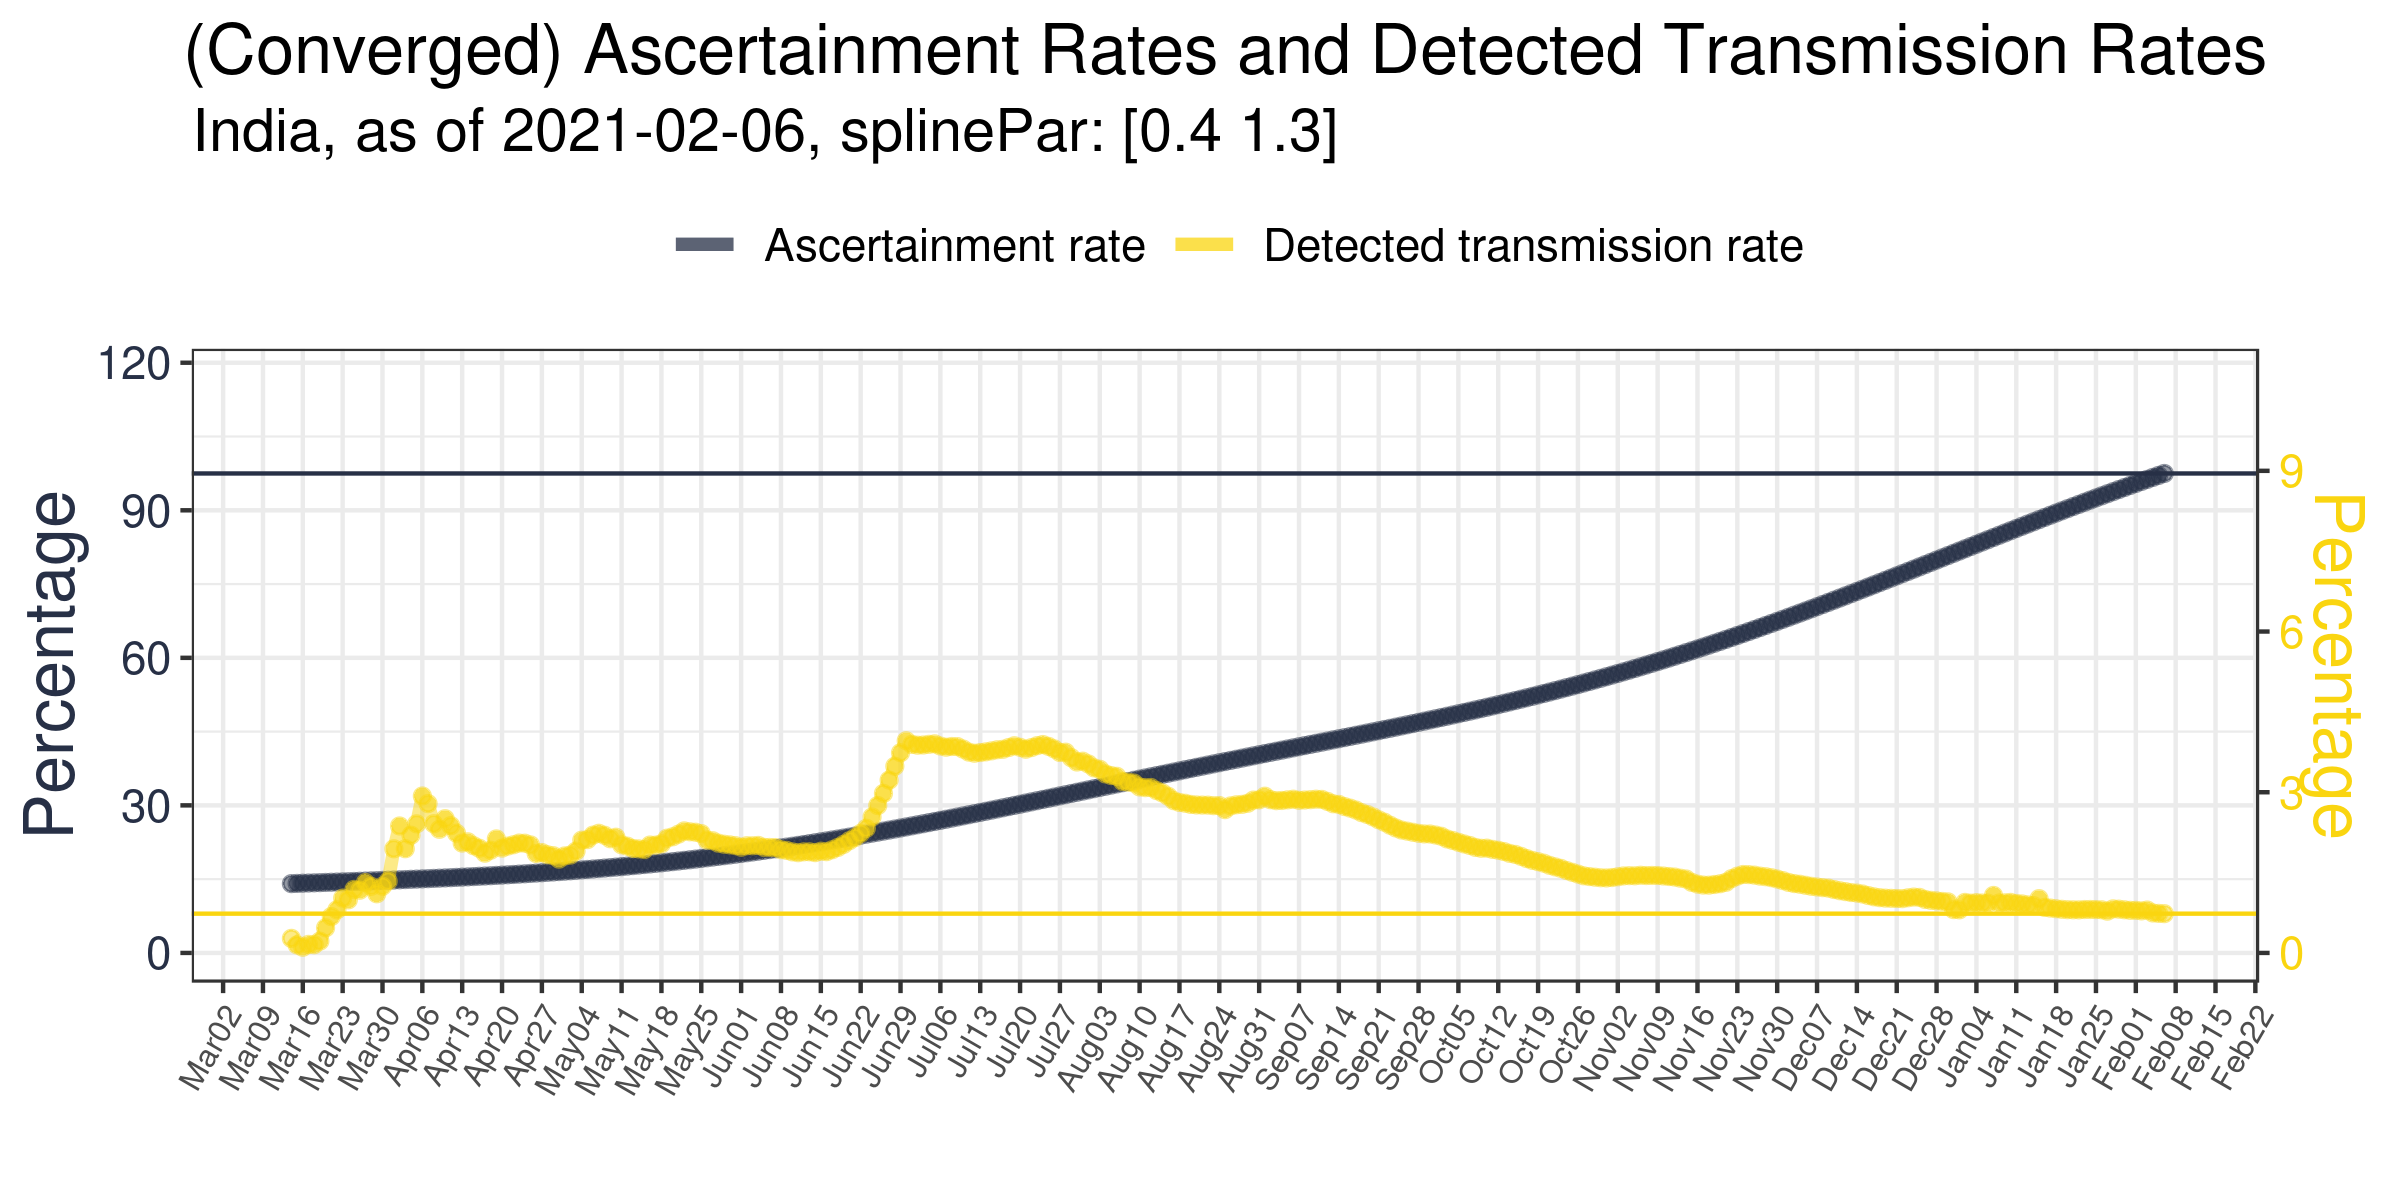 (Converged) Ascertainment Rates and Detected Transmission Rates
India, as of 2021-02-06, splinePar: [0.4 1.3]
Ascertainment rate
Detected transmission rate
Percentage
120
90
60
30
0
9
6
3
0
Percentage
Mar02
Mar09
Mar16
Mar23
Mar30
Apr06
Apr13
Apr20
Apr27
May04
May11
May18
May25
Jun01
Jun08
Jun15
Jun22
Jun29
Jul06
Jul13
Jul20
Jul27
Aug03
Aug10
Aug17
Aug24
Aug31
Sep07
Sep14
Sep21
Sep28
Oct05
Oct12
Oct19
Oct26
Nov02
Nov09
Nov16
Nov23
Nov30
Dec07
Dec14
Dec21
Dec28
Jan04
Jan11
Jan18
Jan25
Feb01
Feb08
Feb15
Feb22